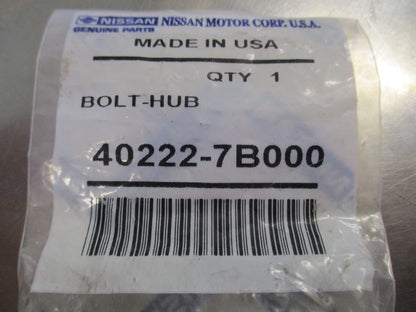 NISSAN NISSAN MOTOR CORP. U.S.A.
GENUINE PARTS
MADE IN USA
QTY 1
BOLT-HUB
40222-7B000